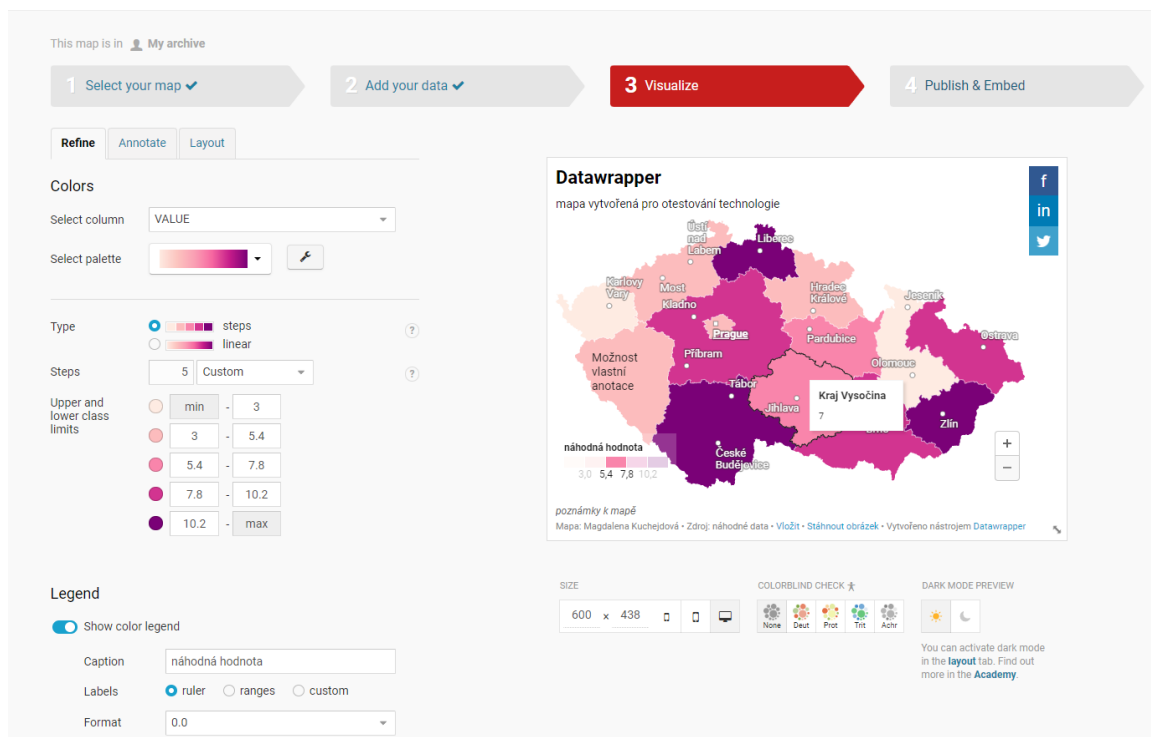 This map is in My archive
1 Select your map
2 Add your data
3 Visualize
4 Publish & Embed
Refine
Annotate
Layout
Colors
Select column
VALUE
Select palette
Type
steps
linear
?
Steps
5
Custom
?
Upper and
lower class
limits
min - 3
3 - 5.4
5.4 - 7.8
7.8 - 10.2
10.2 - max
Legend
Show color legend
Caption
náhodná hodnota
Labels
ruler
ranges
custom
Format
0.0
Datawrapper
mapa vytvořená pro otestování technologie
f
in
Ústí
nad
Labem
Liberec
Karlovy
Vary
Most
Kladno
Hradec
Králové
Jeseník
Prague
Pardubice
Ostrava
Možnost
vlastní
anotace
Příbram
Olomouc
Tábor
Jihlava
Kraj Vysočina
7
Zlín
České
Budějovice
náhodná hodnota
3,0 5,4 7,8 10,2
+
−
poznámky k mapě
Mapa: Magdalena Kuchejdová • Zdroj: náhodné data • Vložit • Stáhnout obrázek • Vytvořeno nástrojem Datawrapper
SIZE
600 x 438
COLORBLIND CHECK
None
Deut
Prot
Trit
Achr
DARK MODE PREVIEW
You can activate dark mode
in the layout tab. Find out
more in the Academy.